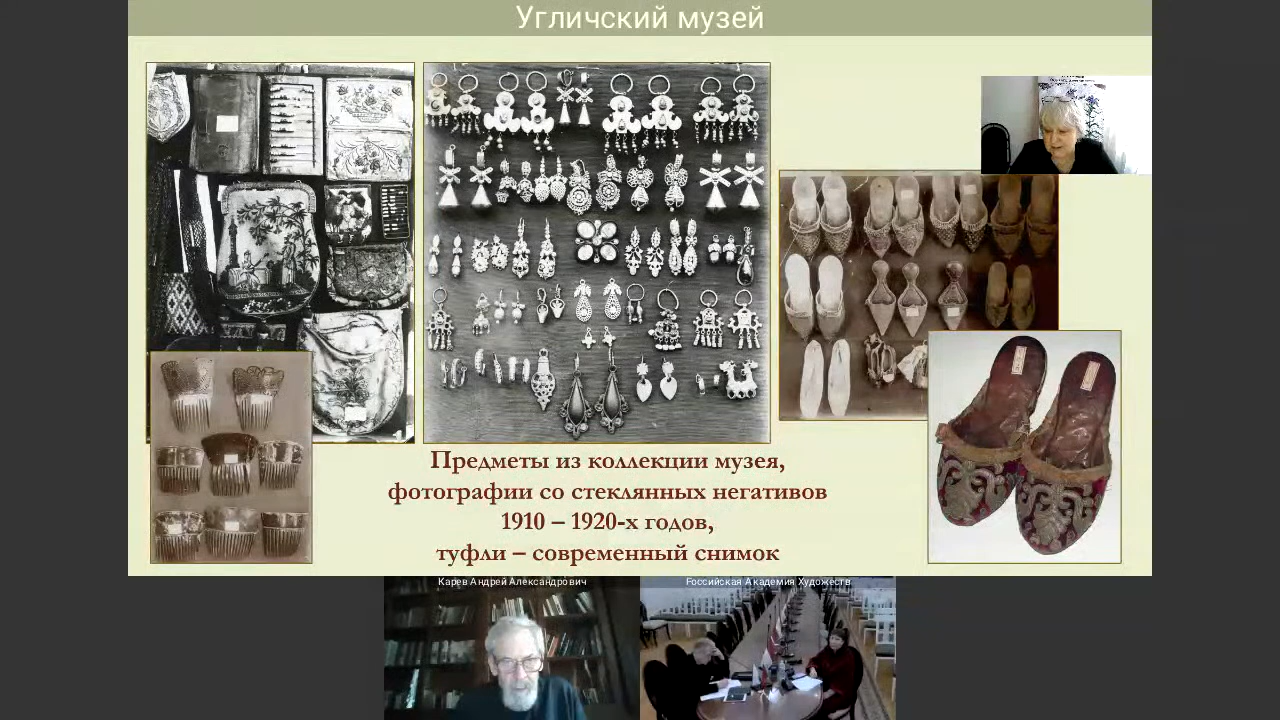 Угличский музей
Предметы из коллекции музея,
фотографии со стеклянных негативов
1910 – 1920-х годов,
туфли – современный снимок
Карев Андрей Александрович
Российская Академия Художеств